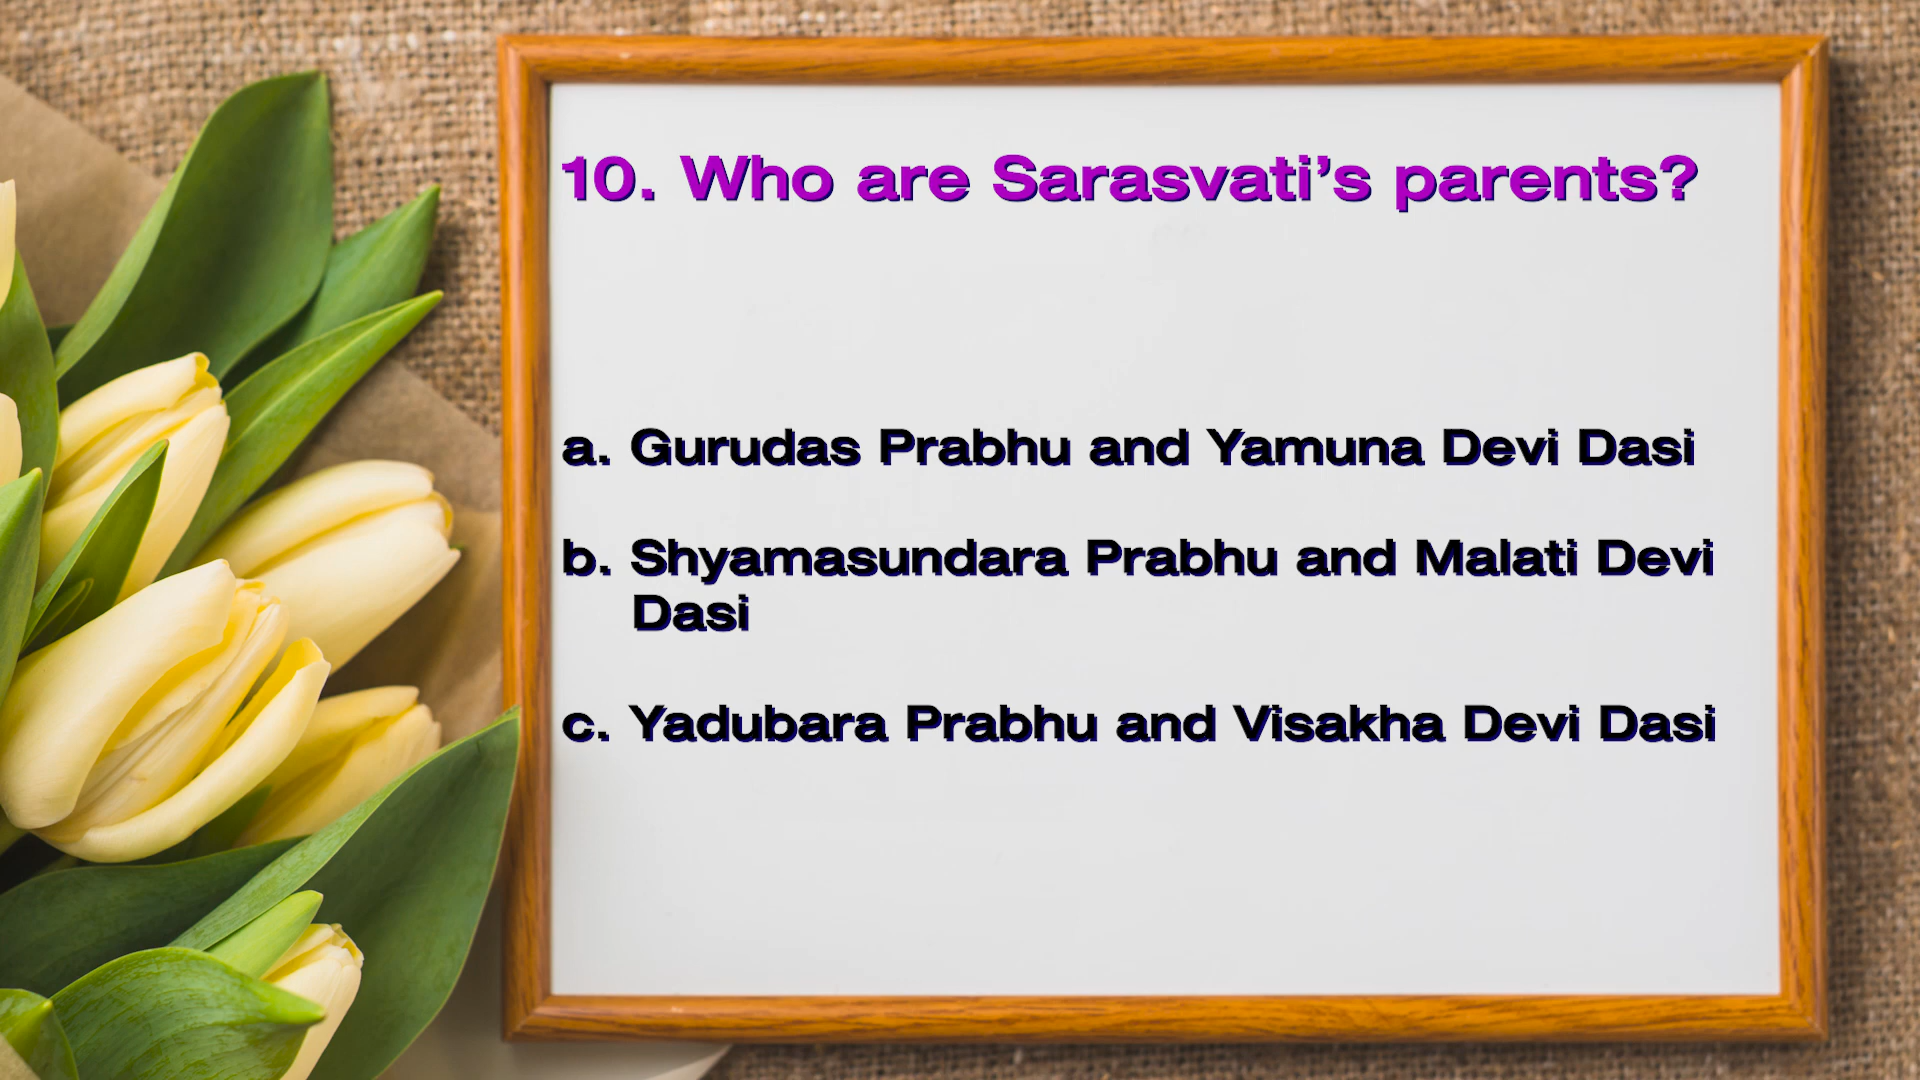 10. Who are Sarasvati’s parents?
a. Gurudas Prabhu and Yamuna Devi Dasi
b. Shyamasundara Prabhu and Malati Devi
Dasi
c. Yadubara Prabhu and Visakha Devi Dasi